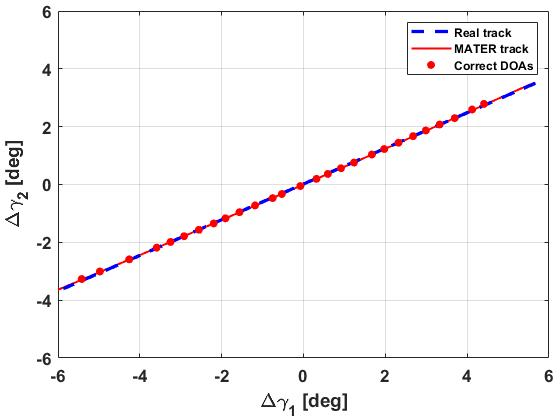 6
4
2
0
-2
-4
-6
-6 -4 -2 0 2 4 6
Δγ₂ [deg]
Δγ₁ [deg]
Real track
MATER track
Correct DOAs